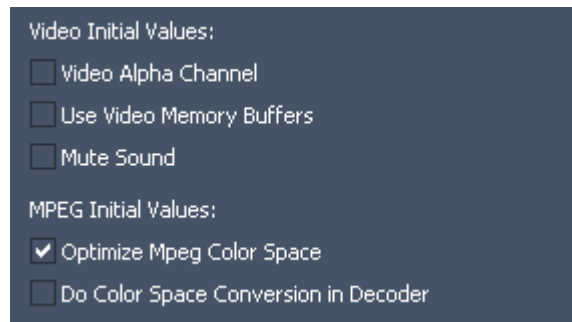 Video Initial Values:
Video Alpha Channel
Use Video Memory Buffers
Mute Sound
MPEG Initial Values:
Optimize Mpeg Color Space
Do Color Space Conversion in Decoder